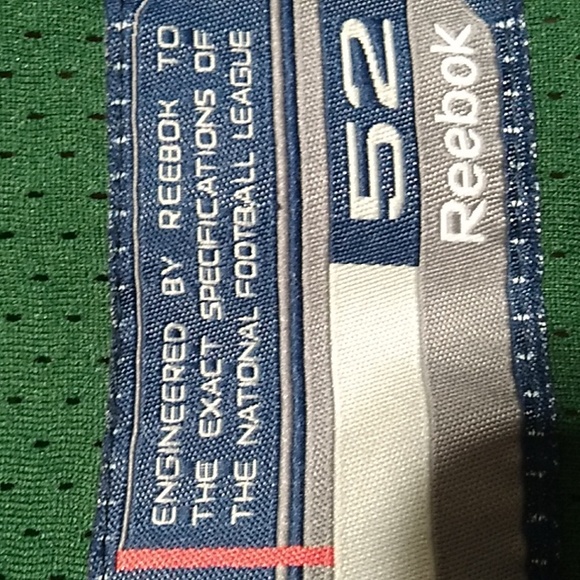 ENGINEERED BY REEBOK TO
THE EXACT SPECIFICATIONS OF
THE NATIONAL FOOTBALL LEAGUE
52
Reebok